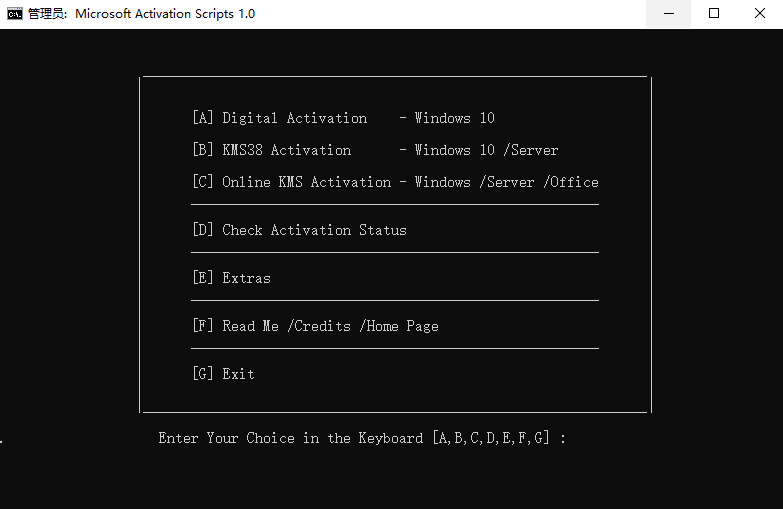 管理员: Microsoft Activation Scripts 1.0
[A] Digital Activation - Windows 10
[B] KMS38 Activation - Windows 10 /Server
[C] Online KMS Activation - Windows /Server /Office
[D] Check Activation Status
[E] Extras
[F] Read Me /Credits /Home Page
[G] Exit
. Enter Your Choice in the Keyboard [A,B,C,D,E,F,G] :